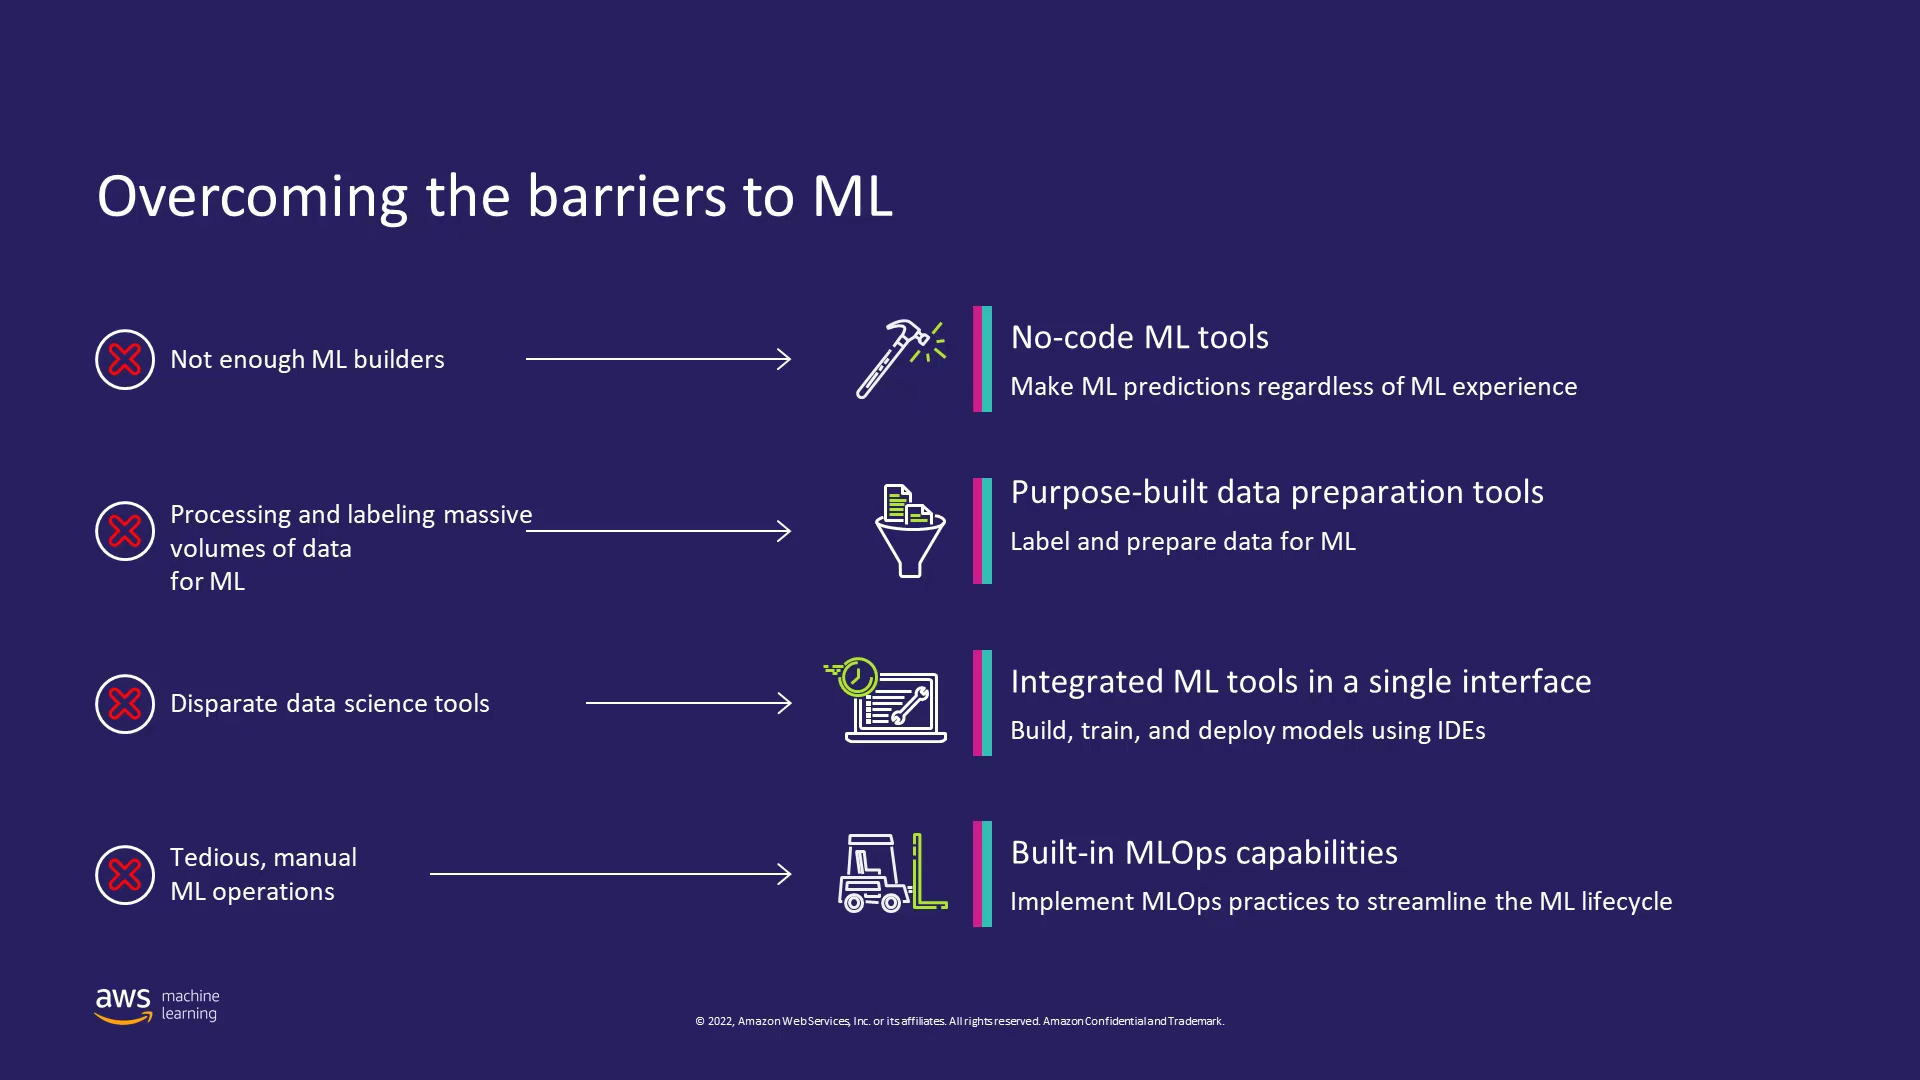 Overcoming the barriers to ML
Not enough ML builders
No-code ML tools
Make ML predictions regardless of ML experience
Processing and labeling massive
volumes of data
for ML
Purpose-built data preparation tools
Label and prepare data for ML
Disparate data science tools
Integrated ML tools in a single interface
Build, train, and deploy models using IDEs
Tedious, manual
ML operations
Built-in MLOps capabilities
Implement MLOps practices to streamline the ML lifecycle
aws machine
learning
© 2022, Amazon Web Services, Inc. or its affiliates. All rights reserved. Amazon Confidential and Trademark.